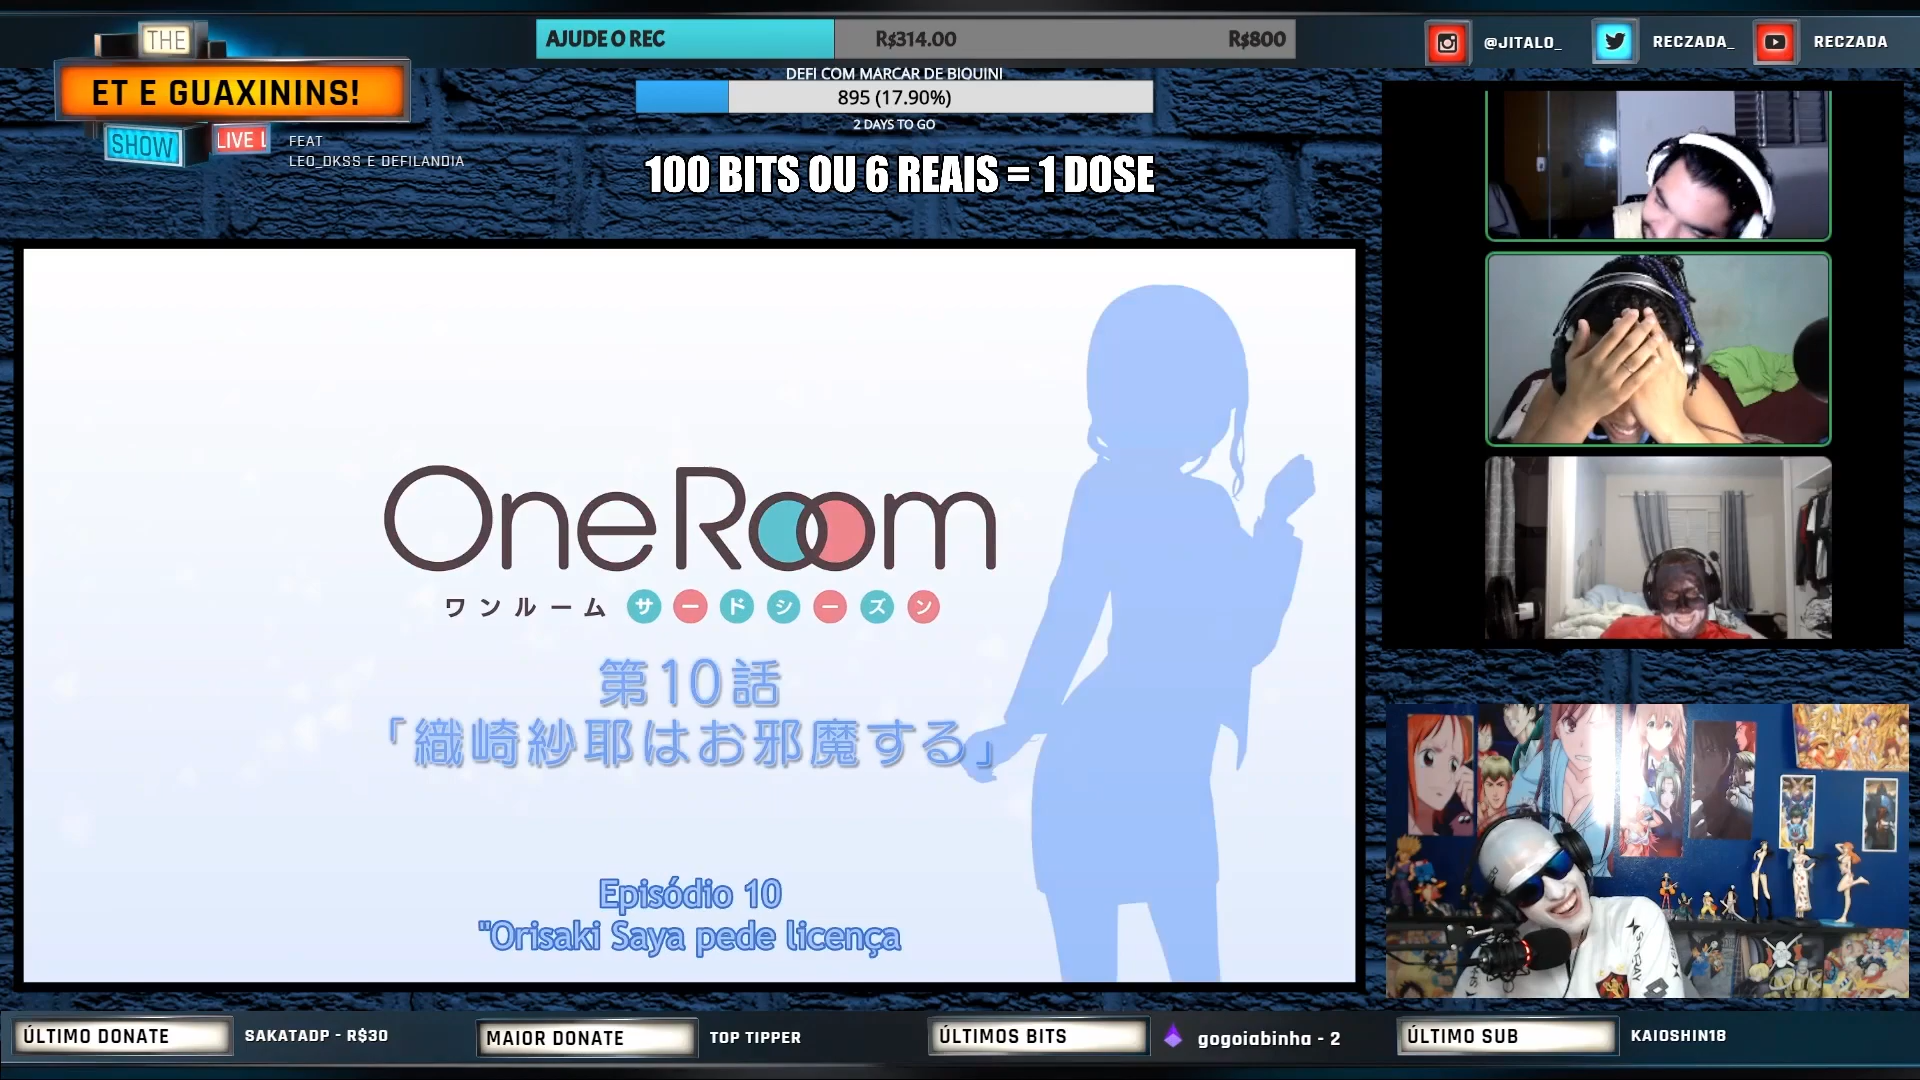 THE
ET E GUAXININS!
SHOW
LIVE
FEAT
LEO_DKSS E DEFILANDIA
AJUDE O REC R$314.00 R$800
DEFI COM MARCAR DE BIQUINI
895 (17.90%)
2 DAYS TO GO
100 BITS OU 6 REAIS = 1 DOSE
@JITALO_ RECZADA_ RECZADA
One Room
ワンルーム サードシーズン
第10話
「織崎紗耶はお邪魔する」
Episódio 10
"Orisaki Saya pede licença
ÚLTIMO DONATE SAKATADP - R$30
MAIOR DONATE TOP TIPPER
ÚLTIMOS BITS gogoiabinha - 2
ÚLTIMO SUB KAIOSHIN18